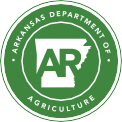 ARKANSAS DEPARTMENT OF
AR
AGRICULTURE